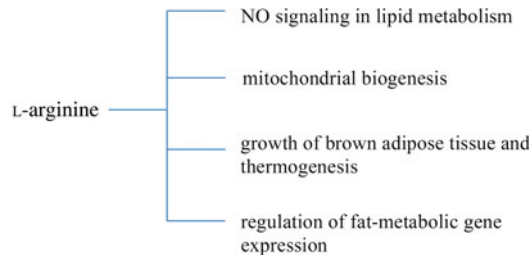 NO signaling in lipid metabolism
mitochondrial biogenesis
L-arginine
growth of brown adipose tissue and
thermogenesis
regulation of fat-metabolic gene
expression